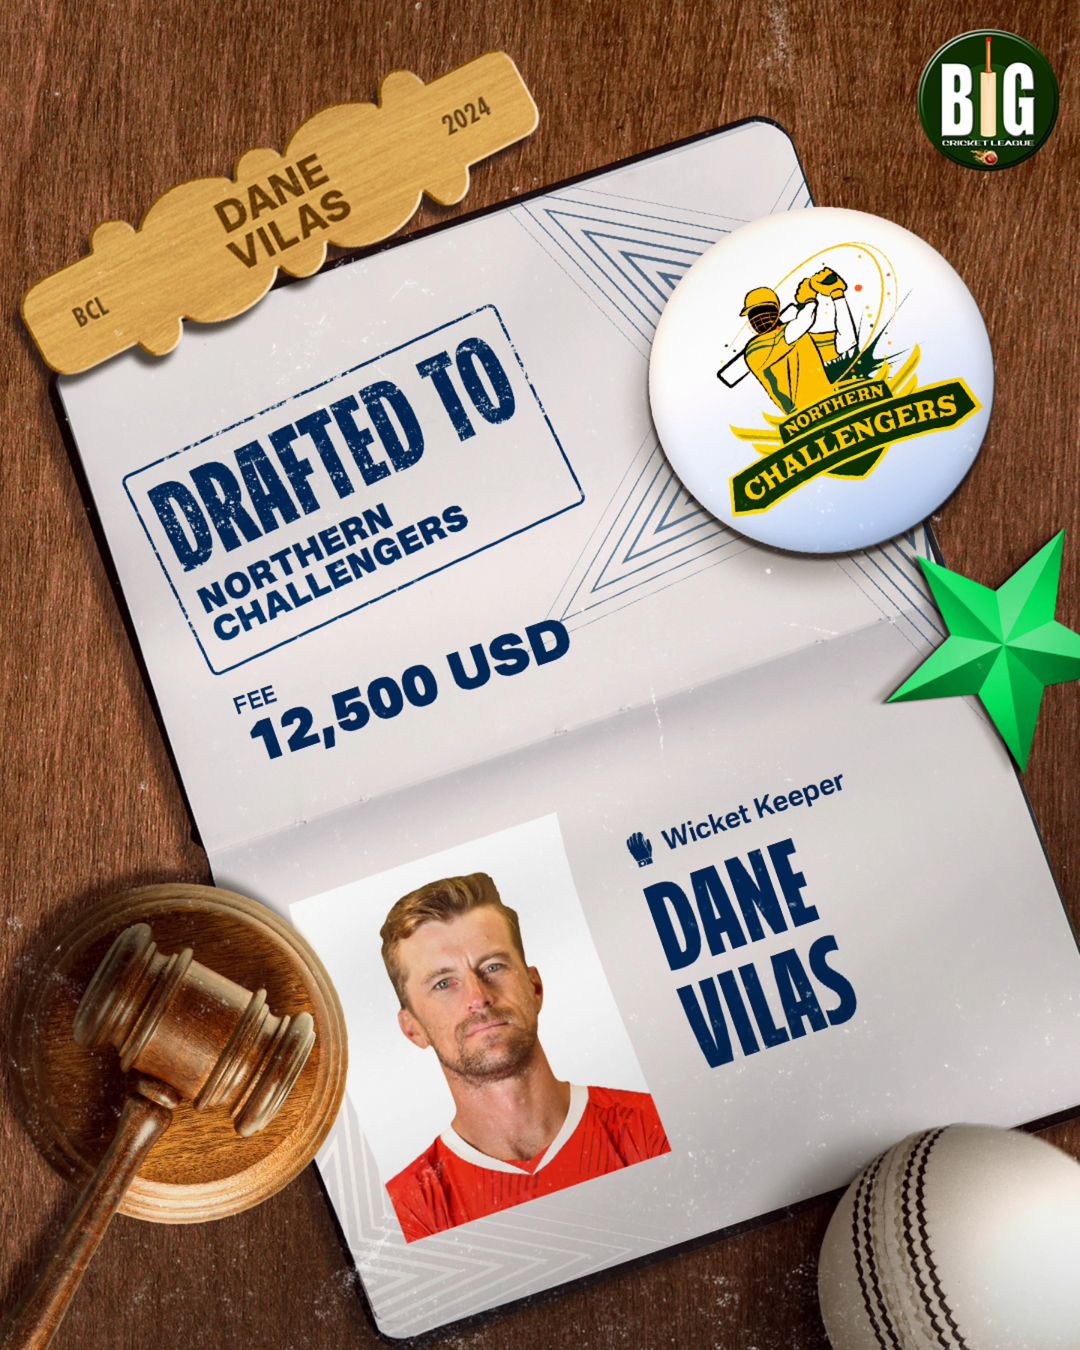 BIG
CRICKET LEAGUE
DANE
VILAS
2024
BCL
NORTHERN
CHALLENGERS
DRAFTED TO
NORTHERN
CHALLENGERS
FEE
12,500 USD
Wicket Keeper
DANE
VILAS